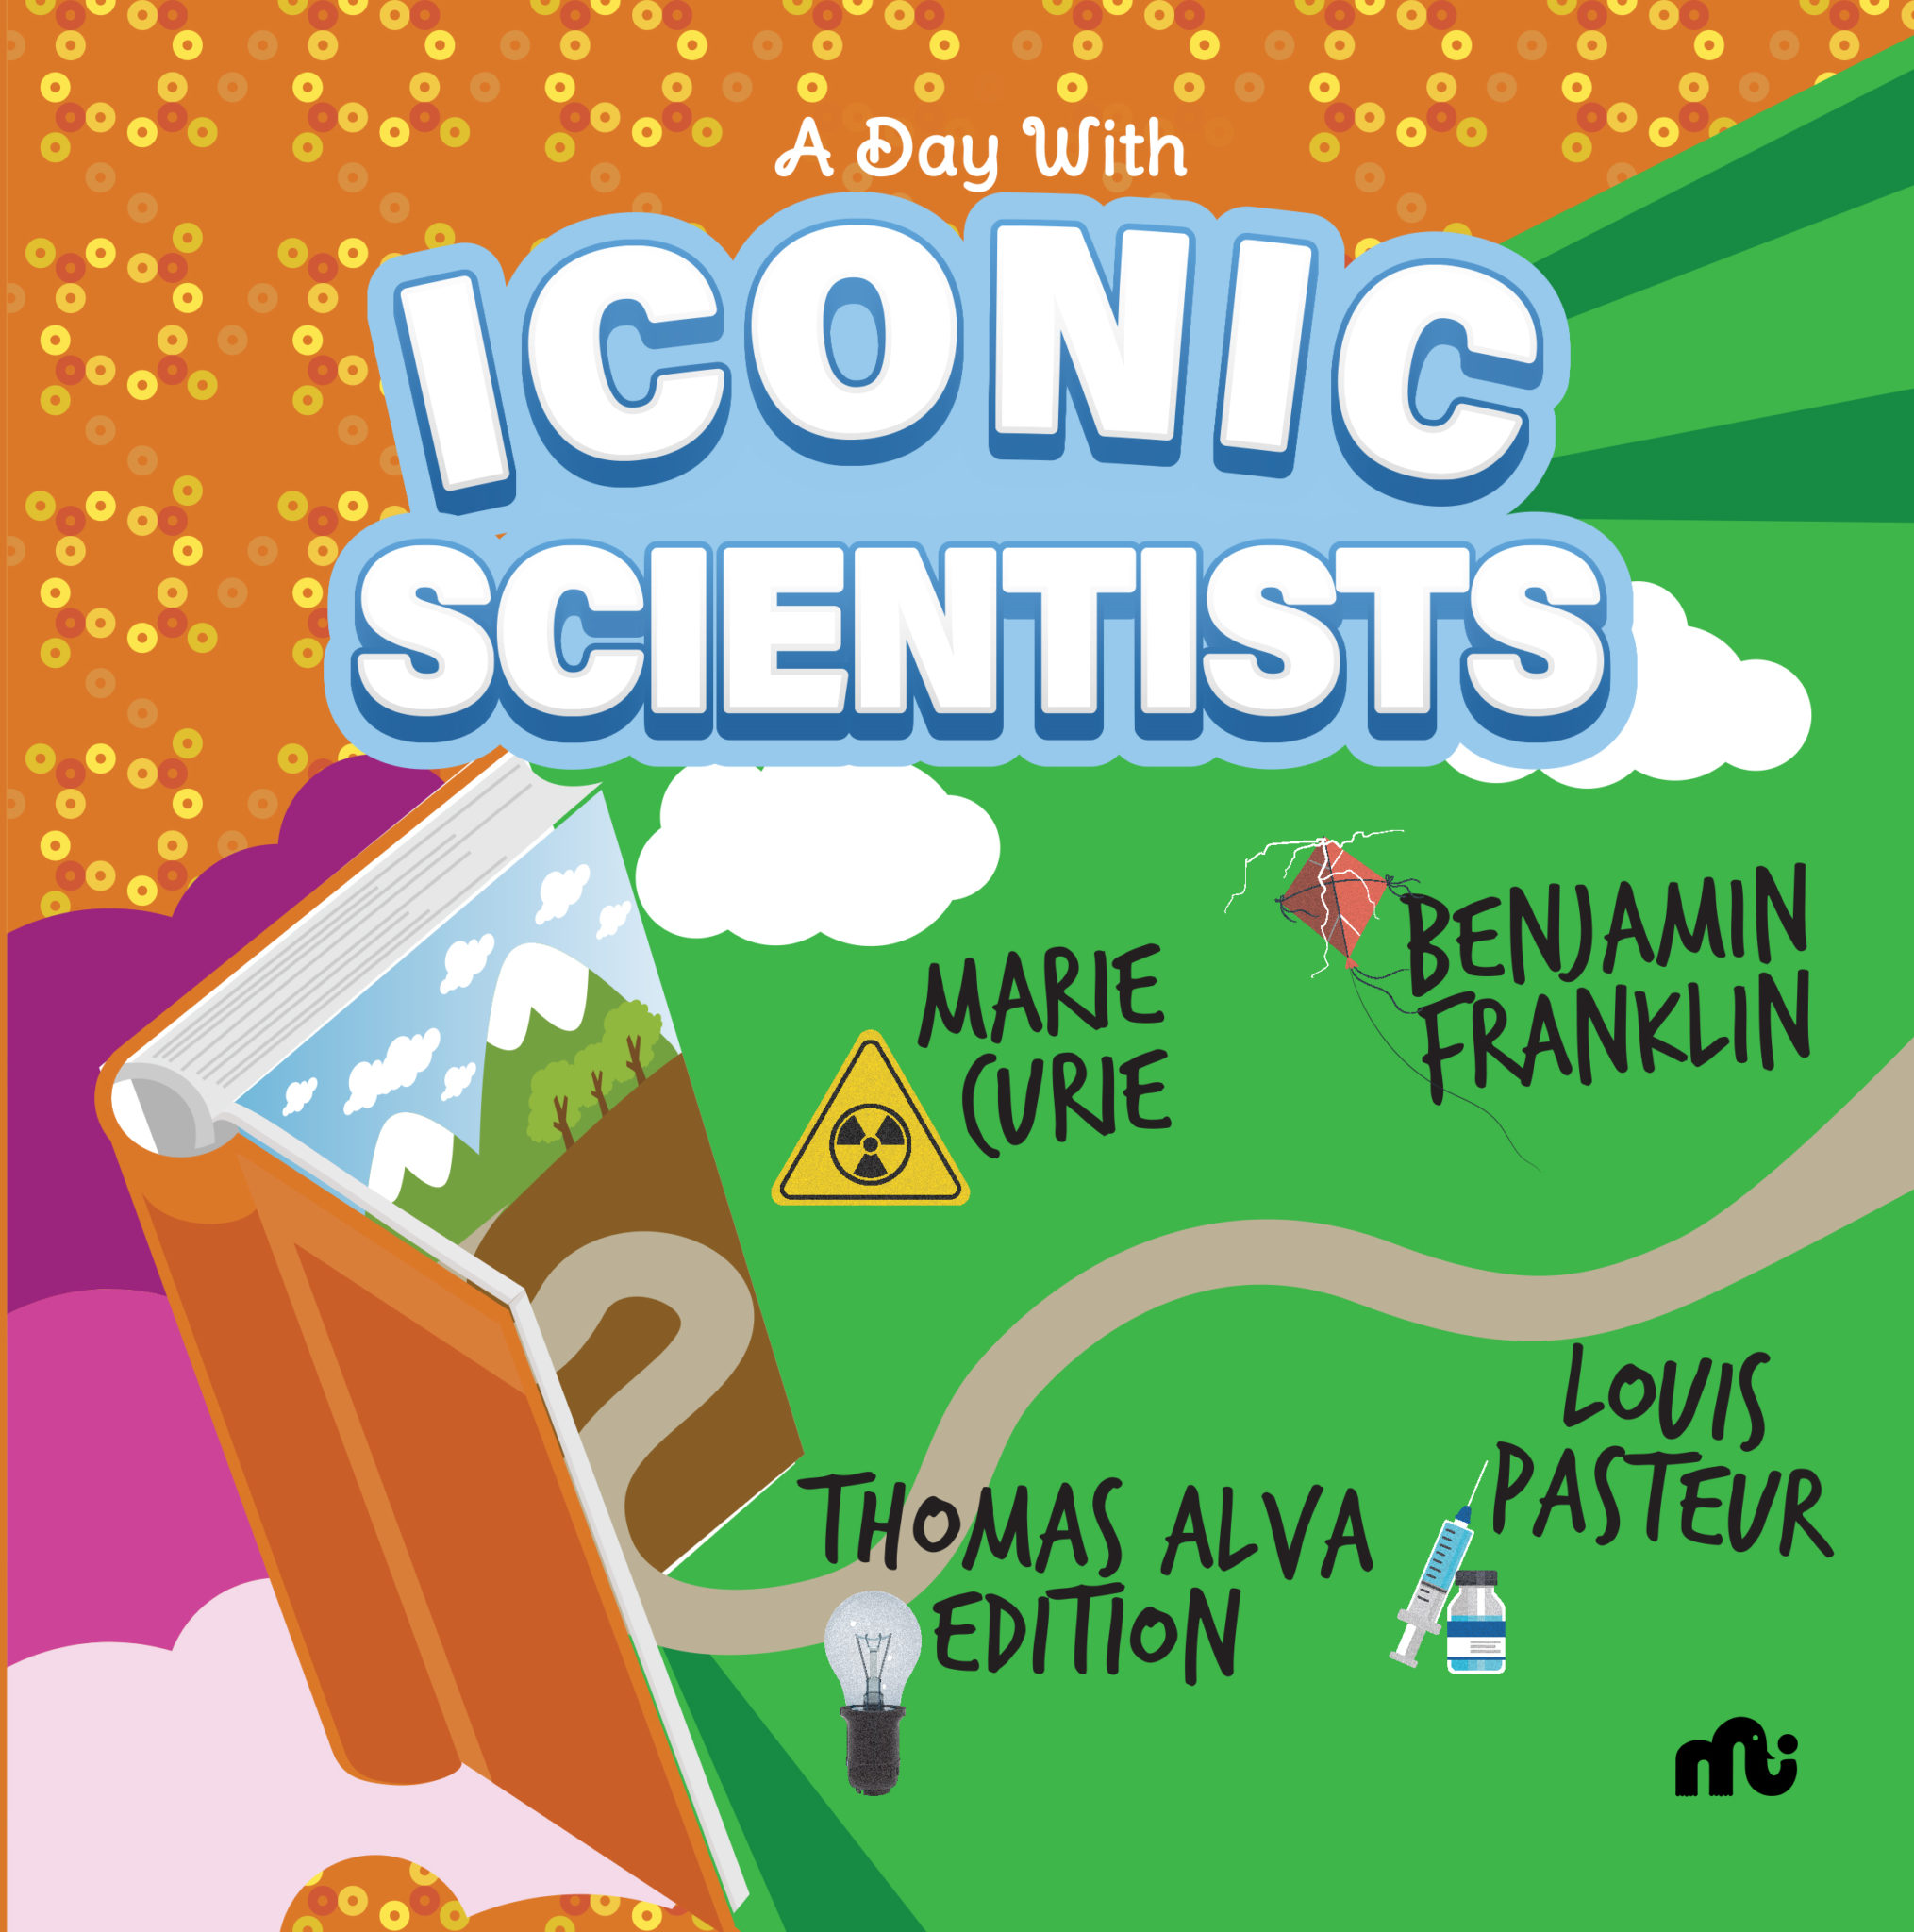 A Day With
ICONIC
SCIENTISTS
MARIE
CURIE
BENJAMIN
FRANKLIN
THOMAS ALVA
EDITION
LOUIS
PASTEUR